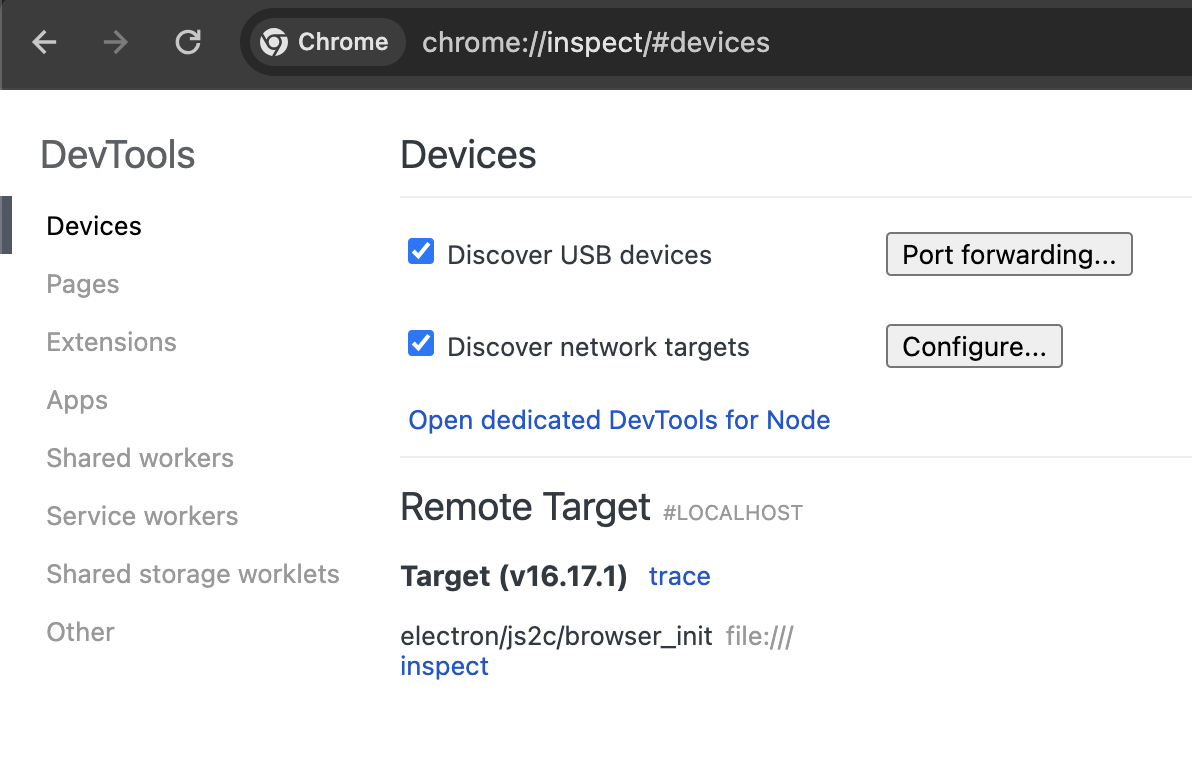 Chrome chrome://inspect/#devices
DevTools
Devices
Pages
Extensions
Apps
Shared workers
Service workers
Shared storage worklets
Other
Devices
Discover USB devices Port forwarding...
Discover network targets Configure...
Open dedicated DevTools for Node
Remote Target #LOCALHOST
Target (v16.17.1) trace
electron/js2c/browser_init file:///
inspect